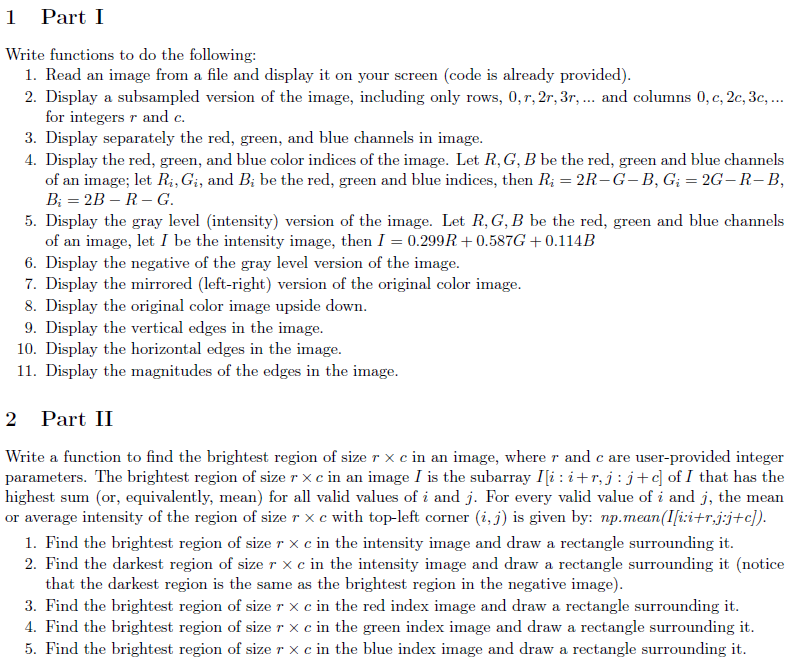 1 Part I
Write functions to do the following:
1. Read an image from a file and display it on your screen (code is already provided).
2. Display a subsampled version of the image, including only rows, 0, r, 2r, 3r, ... and columns 0, c, 2c, 3c, ...
for integers r and c.
3. Display separately the red, green, and blue channels in image.
4. Display the red, green, and blue color indices of the image. Let R, G, B be the red, green and blue channels
of an image; let Rᵢ, Gᵢ, and Bᵢ be the red, green and blue indices, then Rᵢ = 2R − G − B, Gᵢ = 2G − R − B,
Bᵢ = 2B − R − G.
5. Display the gray level (intensity) version of the image. Let R, G, B be the red, green and blue channels
of an image, let I be the intensity image, then I = 0.299R + 0.587G + 0.114B
6. Display the negative of the gray level version of the image.
7. Display the mirrored (left-right) version of the original color image.
8. Display the original color image upside down.
9. Display the vertical edges in the image.
10. Display the horizontal edges in the image.
11. Display the magnitudes of the edges in the image.
2 Part II
Write a function to find the brightest region of size r × c in an image, where r and c are user-provided integer
parameters. The brightest region of size r × c in an image I is the subarray I[i : i+r, j : j+c] of I that has the
highest sum (or, equivalently, mean) for all valid values of i and j. For every valid value of i and j, the mean
or average intensity of the region of size r × c with top-left corner (i, j) is given by: np.mean(I[i:i+r,j:j+c]).
1. Find the brightest region of size r × c in the intensity image and draw a rectangle surrounding it.
2. Find the darkest region of size r × c in the intensity image and draw a rectangle surrounding it (notice
that the darkest region is the same as the brightest region in the negative image).
3. Find the brightest region of size r × c in the red index image and draw a rectangle surrounding it.
4. Find the brightest region of size r × c in the green index image and draw a rectangle surrounding it.
5. Find the brightest region of size r × c in the blue index image and draw a rectangle surrounding it.